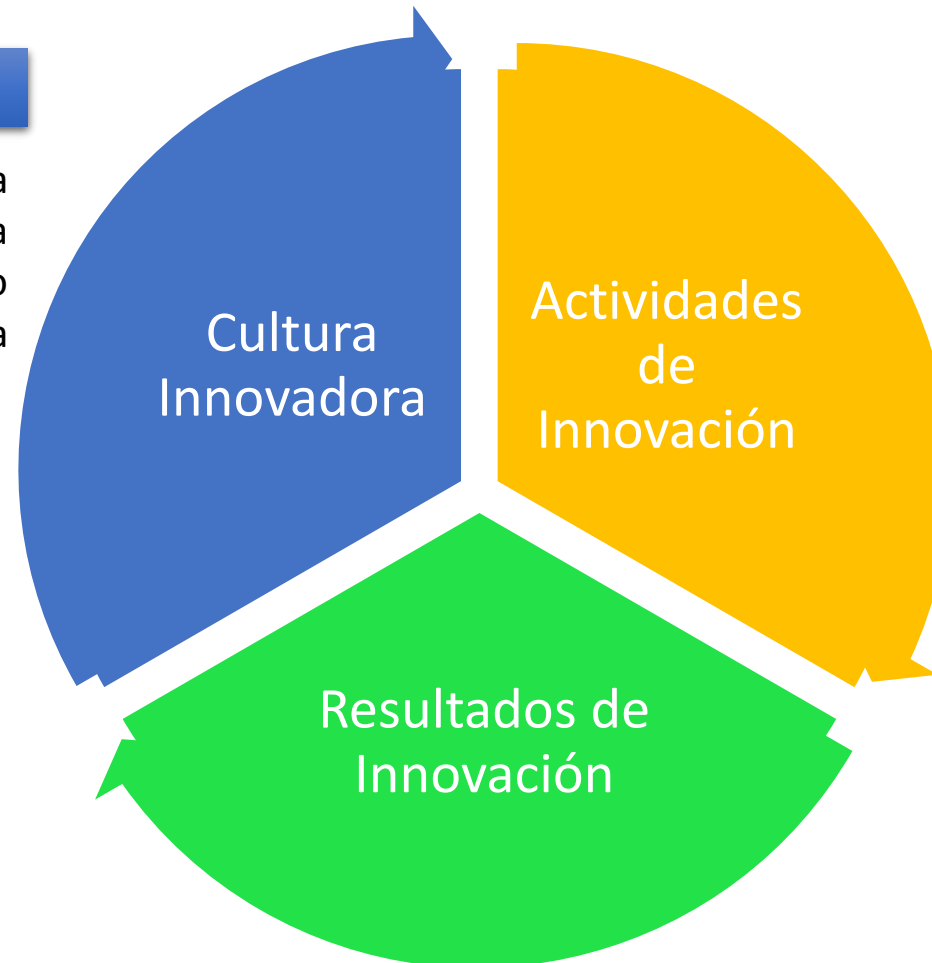 Cultura
Innovadora
Actividades
de
Innovación
Resultados de
Innovación